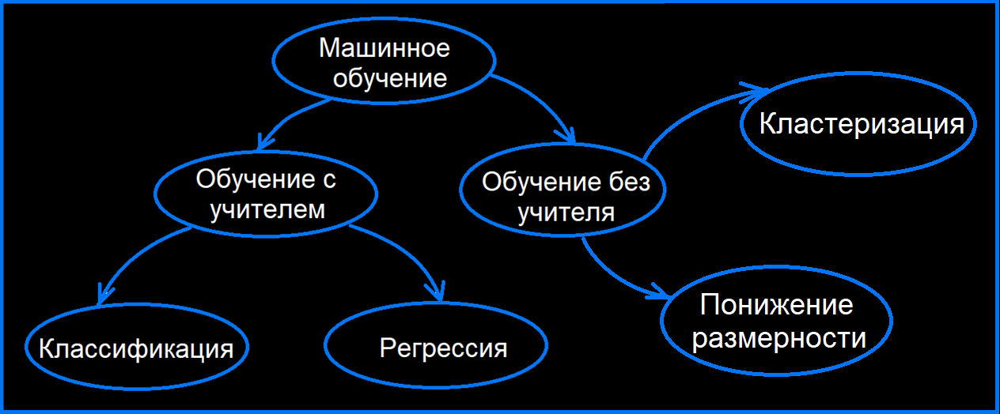 Машинное
обучение
Обучение с
учителем
Обучение без
учителя
Кластеризация
Классификация
Регрессия
Понижение
размерности